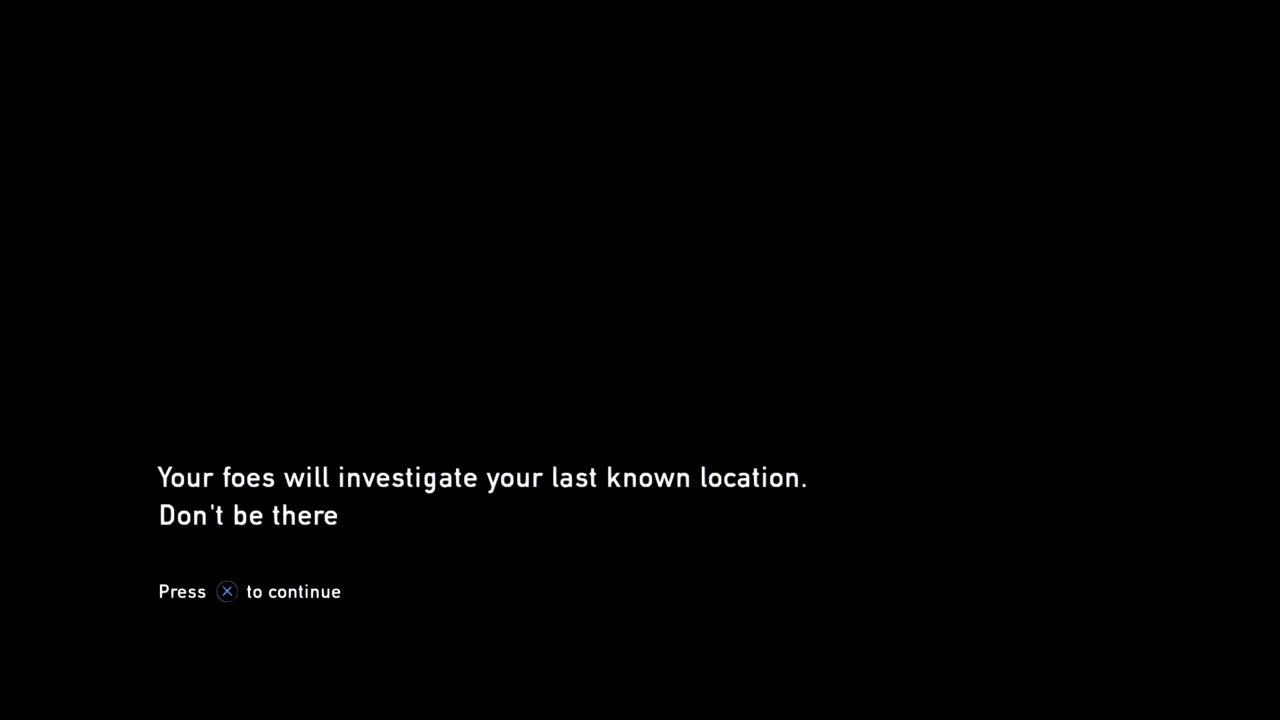 Your foes will investigate your last known location.
Don't be there
Press ⓧ to continue